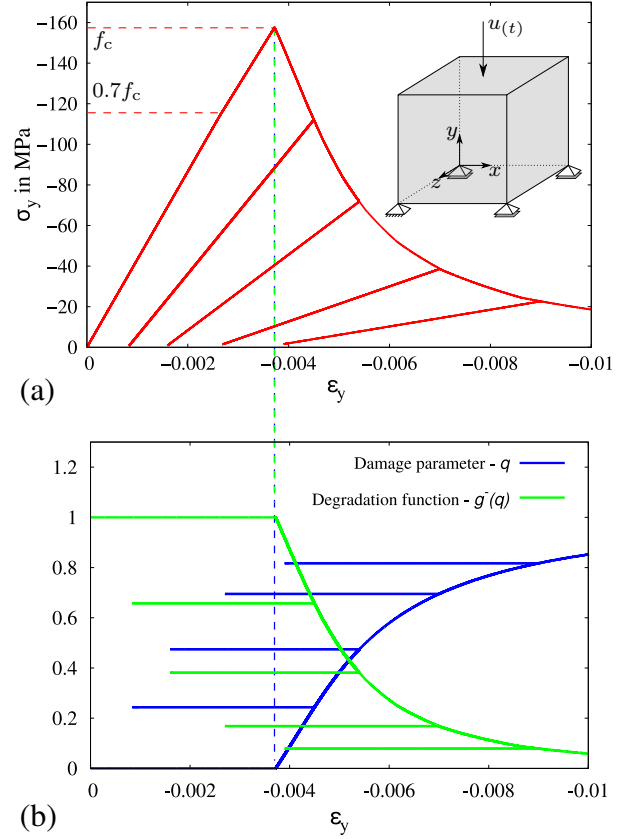 -160
-140
-120
-100
-80
-60
-40
-20
0
σ_y in MPa
f_c
0.7f_c
u_(t)
y
x
z
0 -0.002 -0.004 -0.006 -0.008 -0.01
(a)
ε_y
1.2
1
0.8
0.6
0.4
0.2
0
Damage parameter - q
Degradation function - g⁻(q)
0 -0.002 -0.004 -0.006 -0.008 -0.01
(b)
ε_y